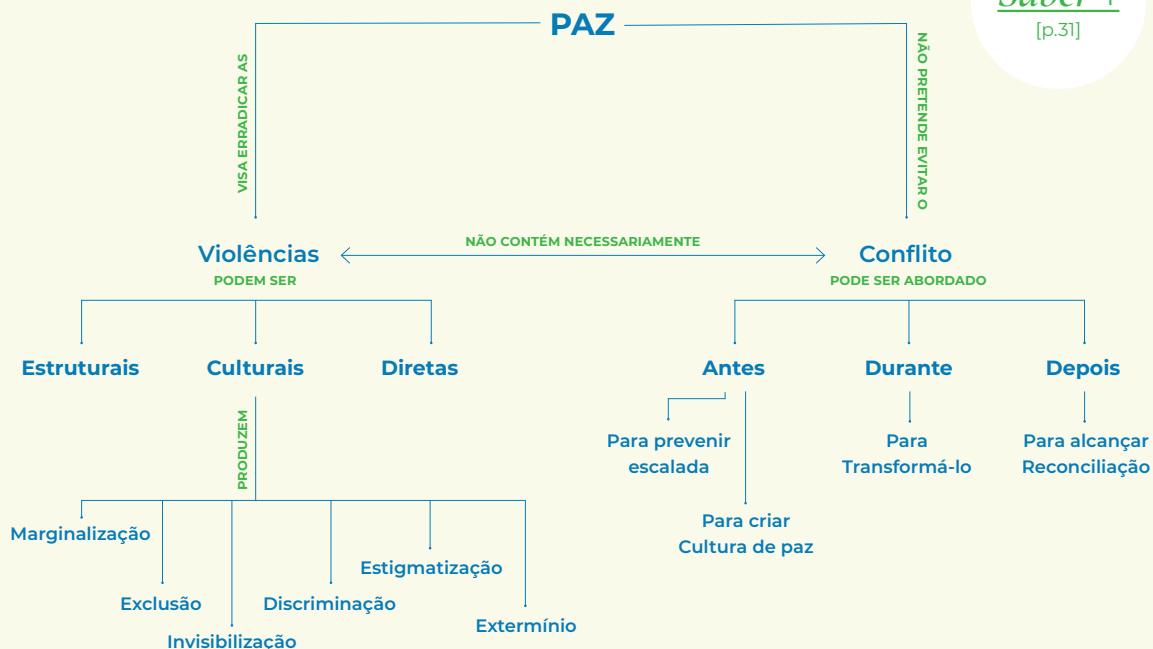 Saber +
[p.31]
PAZ
VISA ERRADICAR AS
NÃO PRETENDE EVITAR O
Violências
NÃO CONTÉM NECESSARIAMENTE
Conflito
PODEM SER
PODE SER ABORDADO
Estruturais
Culturais
Diretas
Antes
Durante
Depois
PRODUZEM
Para prevenir
escalada
Para
Transformá-lo
Para alcançar
Reconciliação
Para criar
Cultura de paz
Marginalização
Estigmatização
Exclusão
Discriminação
Extermínio
Invisibilização